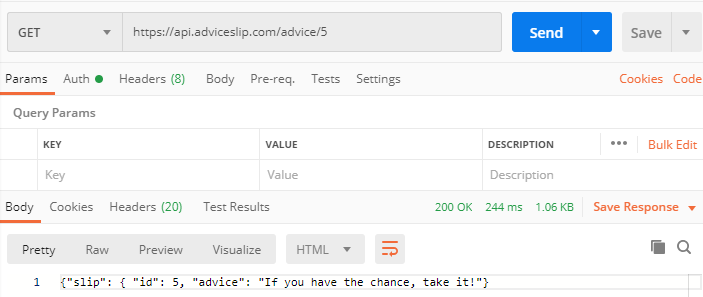 GET https://api.adviceslip.com/advice/5 Send Save
Params Auth Headers (8) Body Pre-req. Tests Settings Cookies Code
Query Params
KEY VALUE DESCRIPTION ••• Bulk Edit
Key Value Description
Body Cookies Headers (20) Test Results 200 OK 244 ms 1.06 KB Save Response
Pretty Raw Preview Visualize HTML
1 {"slip": { "id": 5, "advice": "If you have the chance, take it!"}